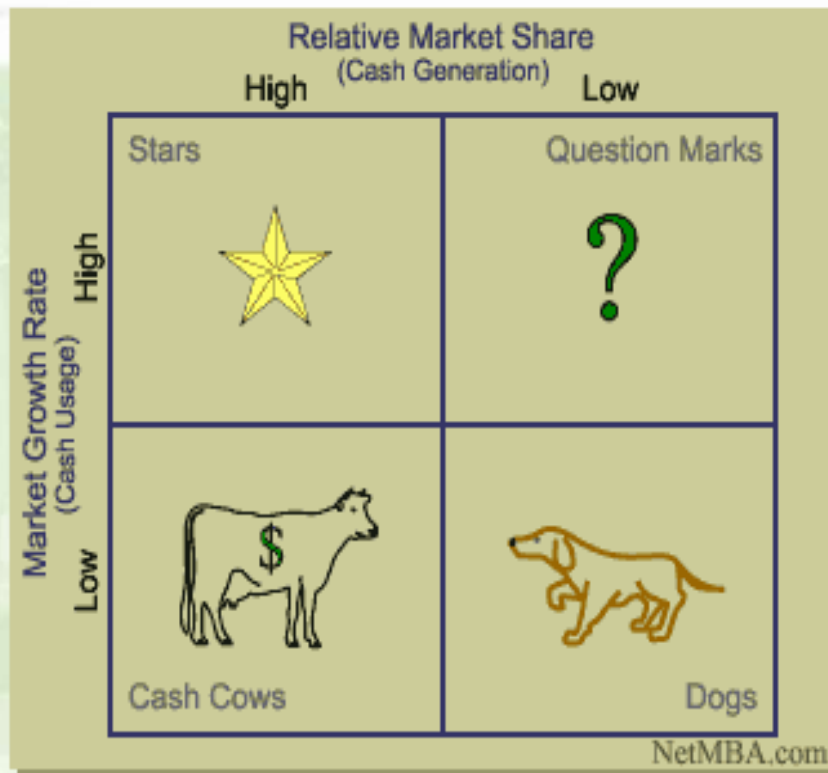 Relative Market Share
(Cash Generation)
High
Low
Stars
Question Marks
?
Market Growth Rate
(Cash Usage)
High
Low
$
Cash Cows
Dogs
NetMBA.com